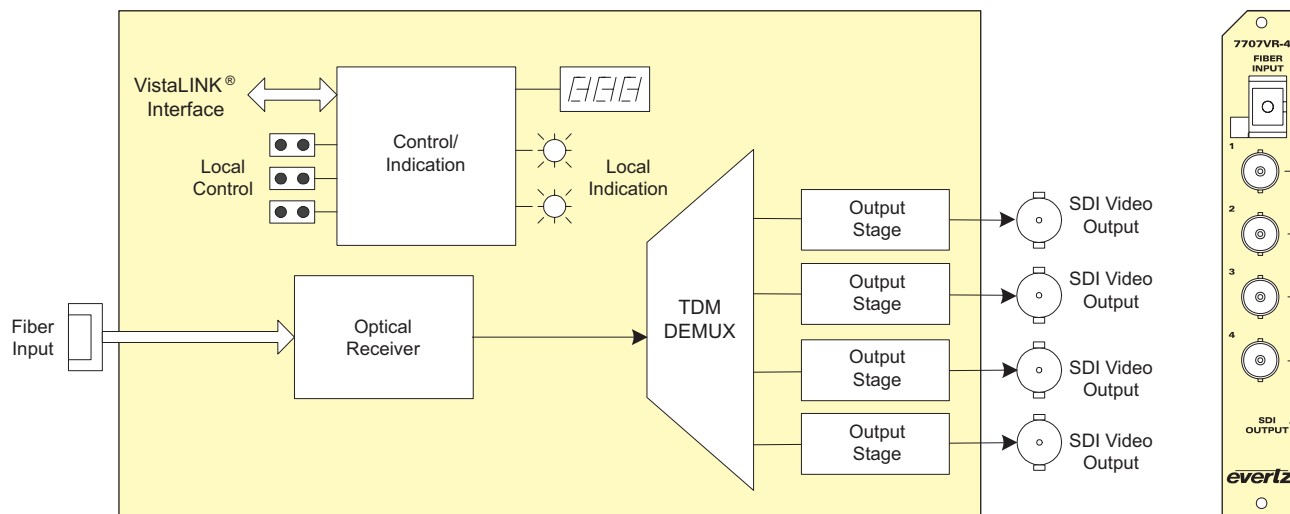 VistaLINK®
Interface
Local
Control
Control/
Indication
Local
Indication
Fiber
Input
Optical
Receiver
TDM
DEMUX
Output
Stage
SDI Video
Output
Output
Stage
SDI Video
Output
Output
Stage
SDI Video
Output
Output
Stage
SDI Video
Output
7707VR-4
FIBER
INPUT
1
2
3
4
SDI
OUTPUT
evertz